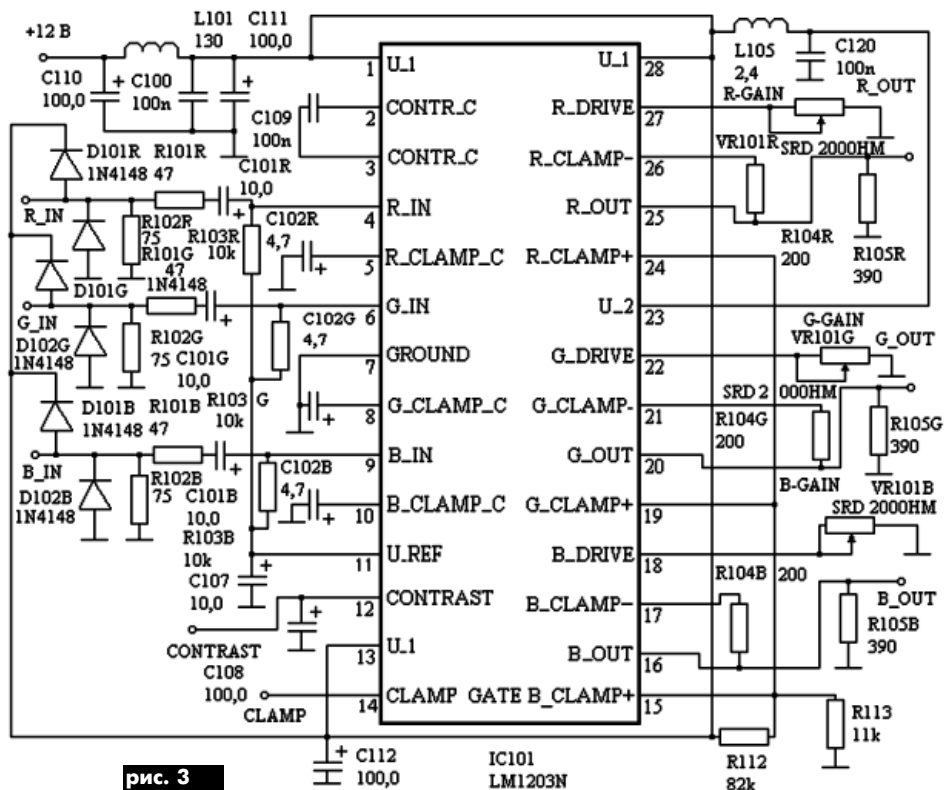 +12 В
L101
130
C111
100,0
C110
100,0
C100
100n
C109
100n
D101R
1N4148
R101R
47
C101R
10,0
R_IN
R102R
75
R103R
10k
C102R
4,7
R101G
47
D101G
1N4148
G_IN
D102G
1N4148
R102G
75
C101G
10,0
C102G
4,7
R103 G
10k
D101B
1N4148
R101B
47
B_IN
D102B
1N4148
R102B
75
C101B
10,0
C102B
4,7
R103B
10k
C107
10,0
CONTRAST
C108
100,0
CLAMP
C112
100,0
1 U_1
2 CONTR_C
3 CONTR_C
4 R_IN
5 R_CLAMP_C
6 G_IN
7 GROUND
8 G_CLAMP_C
9 B_IN
10 B_CLAMP_C
11 U_REF
12 CONTRAST
13 U_1
14 CLAMP GATE
U_1 28
R_DRIVE 27
R_CLAMP- 26
R_OUT 25
R_CLAMP+ 24
U_2 23
G_DRIVE 22
G_CLAMP- 21
G_OUT 20
G_CLAMP+ 19
B_DRIVE 18
B_CLAMP- 17
B_OUT 16
B_CLAMP+ 15
L105
2,4
C120
100n
R-GAIN
R_OUT
VR101R
SRD 2000HM
R104R
200
R105R
390
G-GAIN
VR101G
G_OUT
SRD 2 000HM
R104G
200
R105G
390
B-GAIN
VR101B
SRD 2000HM
R104B 200
B_OUT
R105B
390
R113
11k
R112
82k
IC101
LM1203N
рис. 3